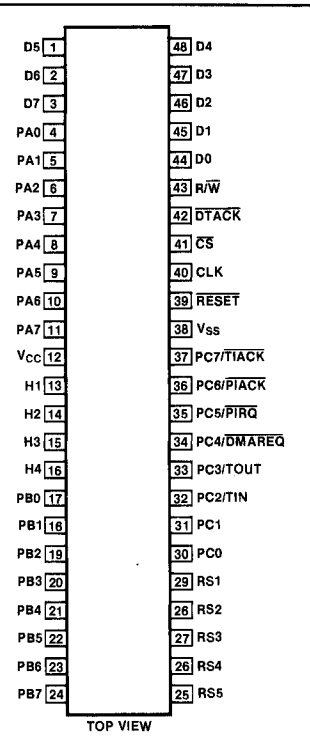 D5 1 48 D4
D6 2 47 D3
D7 3 46 D2
PA0 4 45 D1
PA1 5 44 D0
PA2 6 43 R/W
PA3 7 42 DTACK
PA4 8 41 CS
PA5 9 40 CLK
PA6 10 39 RESET
PA7 11 38 VSS
VCC 12 37 PC7/TIACK
H1 13 36 PC6/PIACK
H2 14 35 PC5/PIRQ
H3 15 34 PC4/DMAREQ
H4 16 33 PC3/TOUT
PB0 17 32 PC2/TIN
PB1 18 31 PC1
PB2 19 30 PC0
PB3 20 29 RS1
PB4 21 28 RS2
PB5 22 27 RS3
PB6 23 26 RS4
PB7 24 25 RS5
TOP VIEW